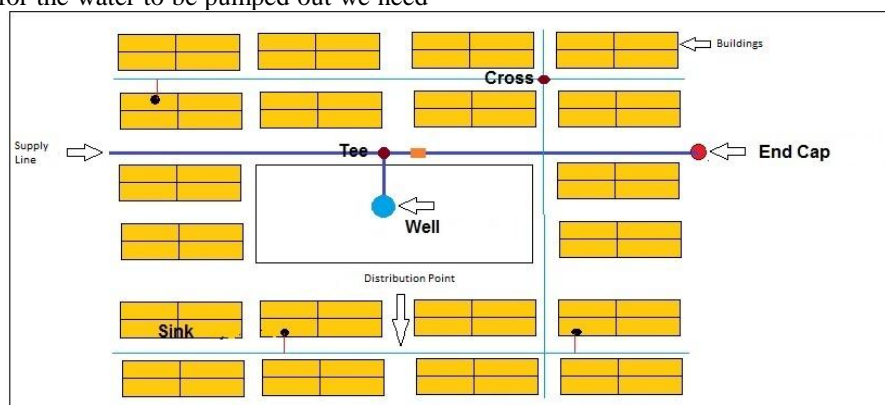 for the water to be pumped out we need
Buildings
Cross
Supply
Line
Tee
End Cap
Well
Distribution Point
Sink